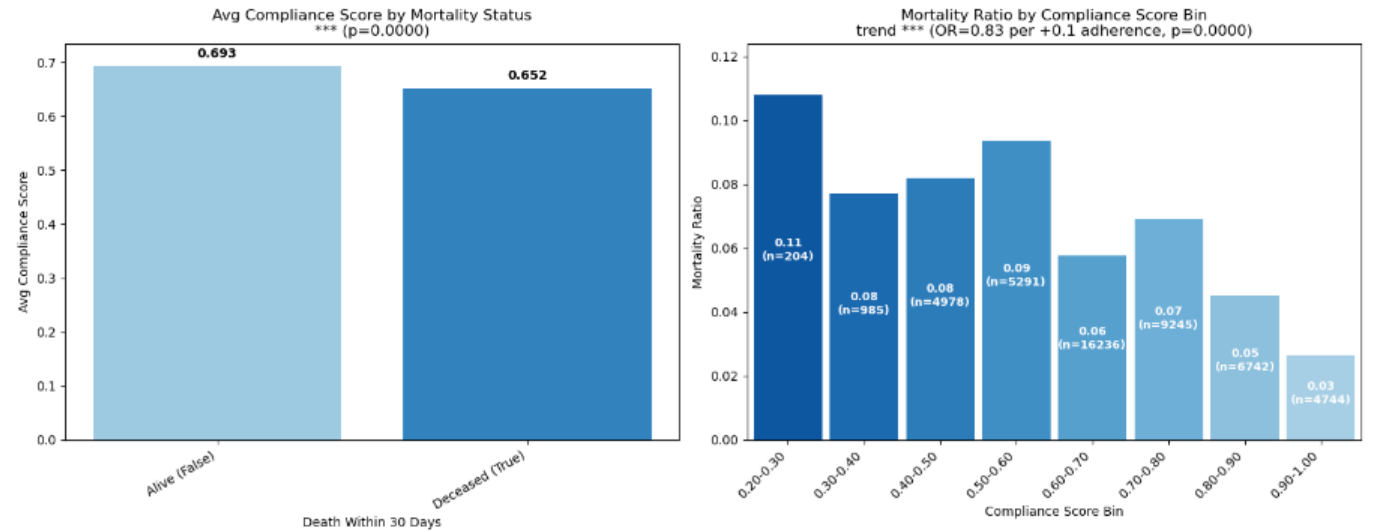 Avg Compliance Score by Mortality Status
*** (p=0.0000)
Avg Compliance Score
0.7
0.6
0.5
0.4
0.3
0.2
0.1
0.0
0.693
0.652
Alive (False)
Deceased (True)
Death Within 30 Days
Mortality Ratio by Compliance Score Bin
trend *** (OR=0.83 per +0.1 adherence, p=0.0000)
Mortality Ratio
0.12
0.10
0.08
0.06
0.04
0.02
0.00
0.11
(n=204)
0.08
(n=985)
0.08
(n=4978)
0.09
(n=5291)
0.06
(n=16236)
0.07
(n=9245)
0.05
(n=6742)
0.03
(n=4744)
0.20-0.30
0.30-0.40
0.40-0.50
0.50-0.60
0.60-0.70
0.70-0.80
0.80-0.90
0.90-1.00
Compliance Score Bin